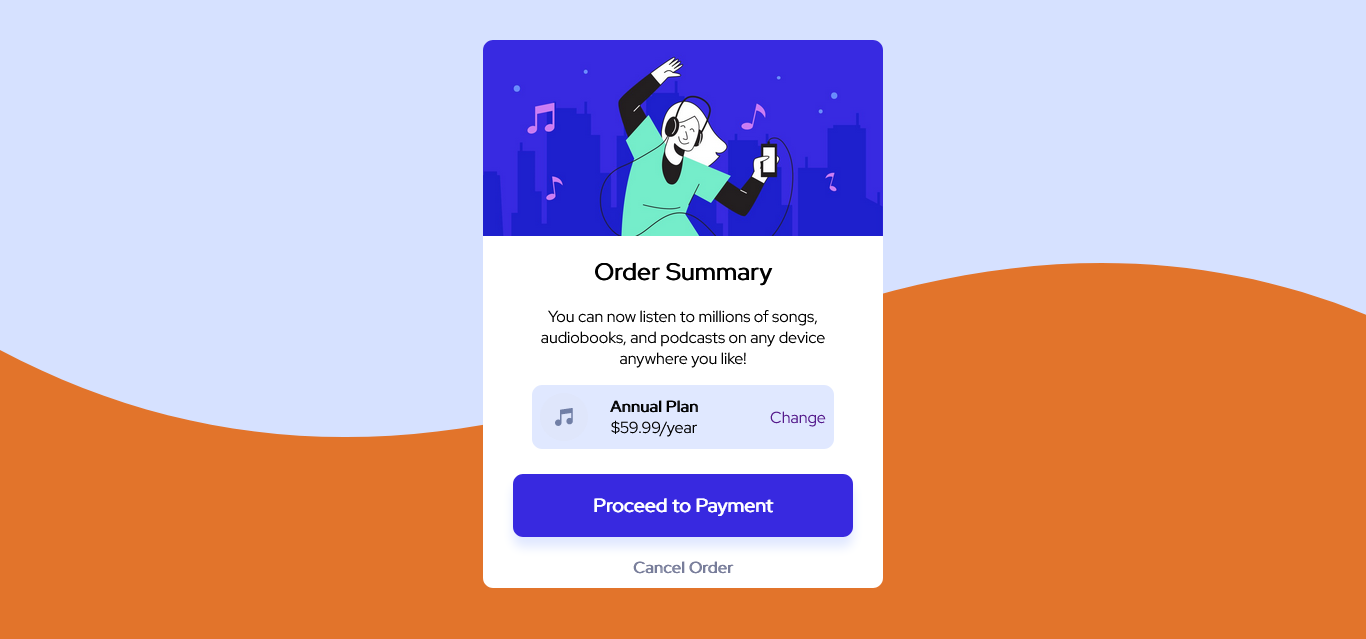 Order Summary
You can now listen to millions of songs,
audiobooks, and podcasts on any device
anywhere you like!
Annual Plan
$59.99/year
Change
Proceed to Payment
Cancel Order